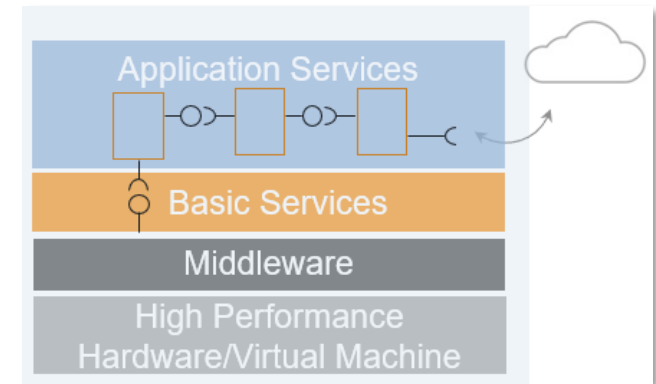 Application Services
Basic Services
Middleware
High Performance
Hardware/Virtual Machine